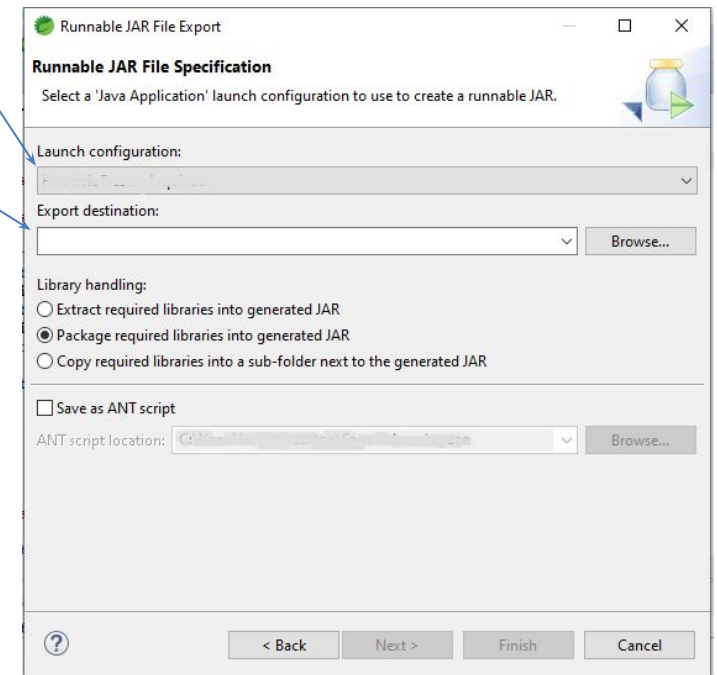 Runnable JAR File Export
Runnable JAR File Specification
Select a 'Java Application' launch configuration to use to create a runnable JAR.
Launch configuration:
Export destination:
Browse...
Library handling:
Extract required libraries into generated JAR
Package required libraries into generated JAR
Copy required libraries into a sub-folder next to the generated JAR
Save as ANT script
ANT script location:
Browse...
?
< Back Next > Finish Cancel